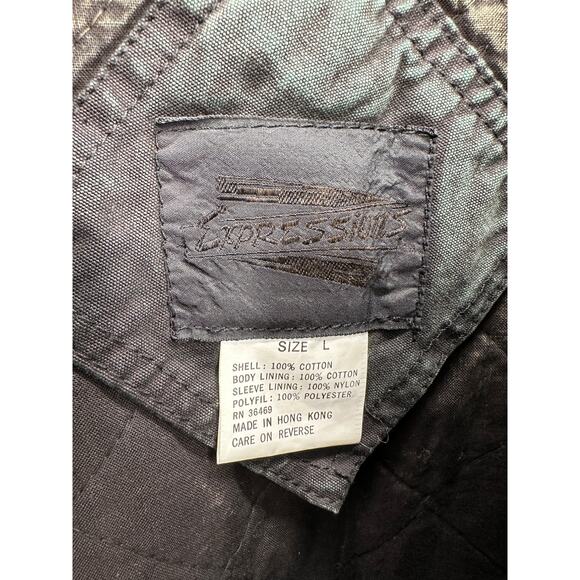 EXPRESSIONS
SIZE L
SHELL: 100% COTTON
BODY LINING: 100% COTTON
SLEEVE LINING: 100% NYLON
POLYFIL: 100% POLYESTER
RN 36469
MADE IN HONG KONG
CARE ON REVERSE